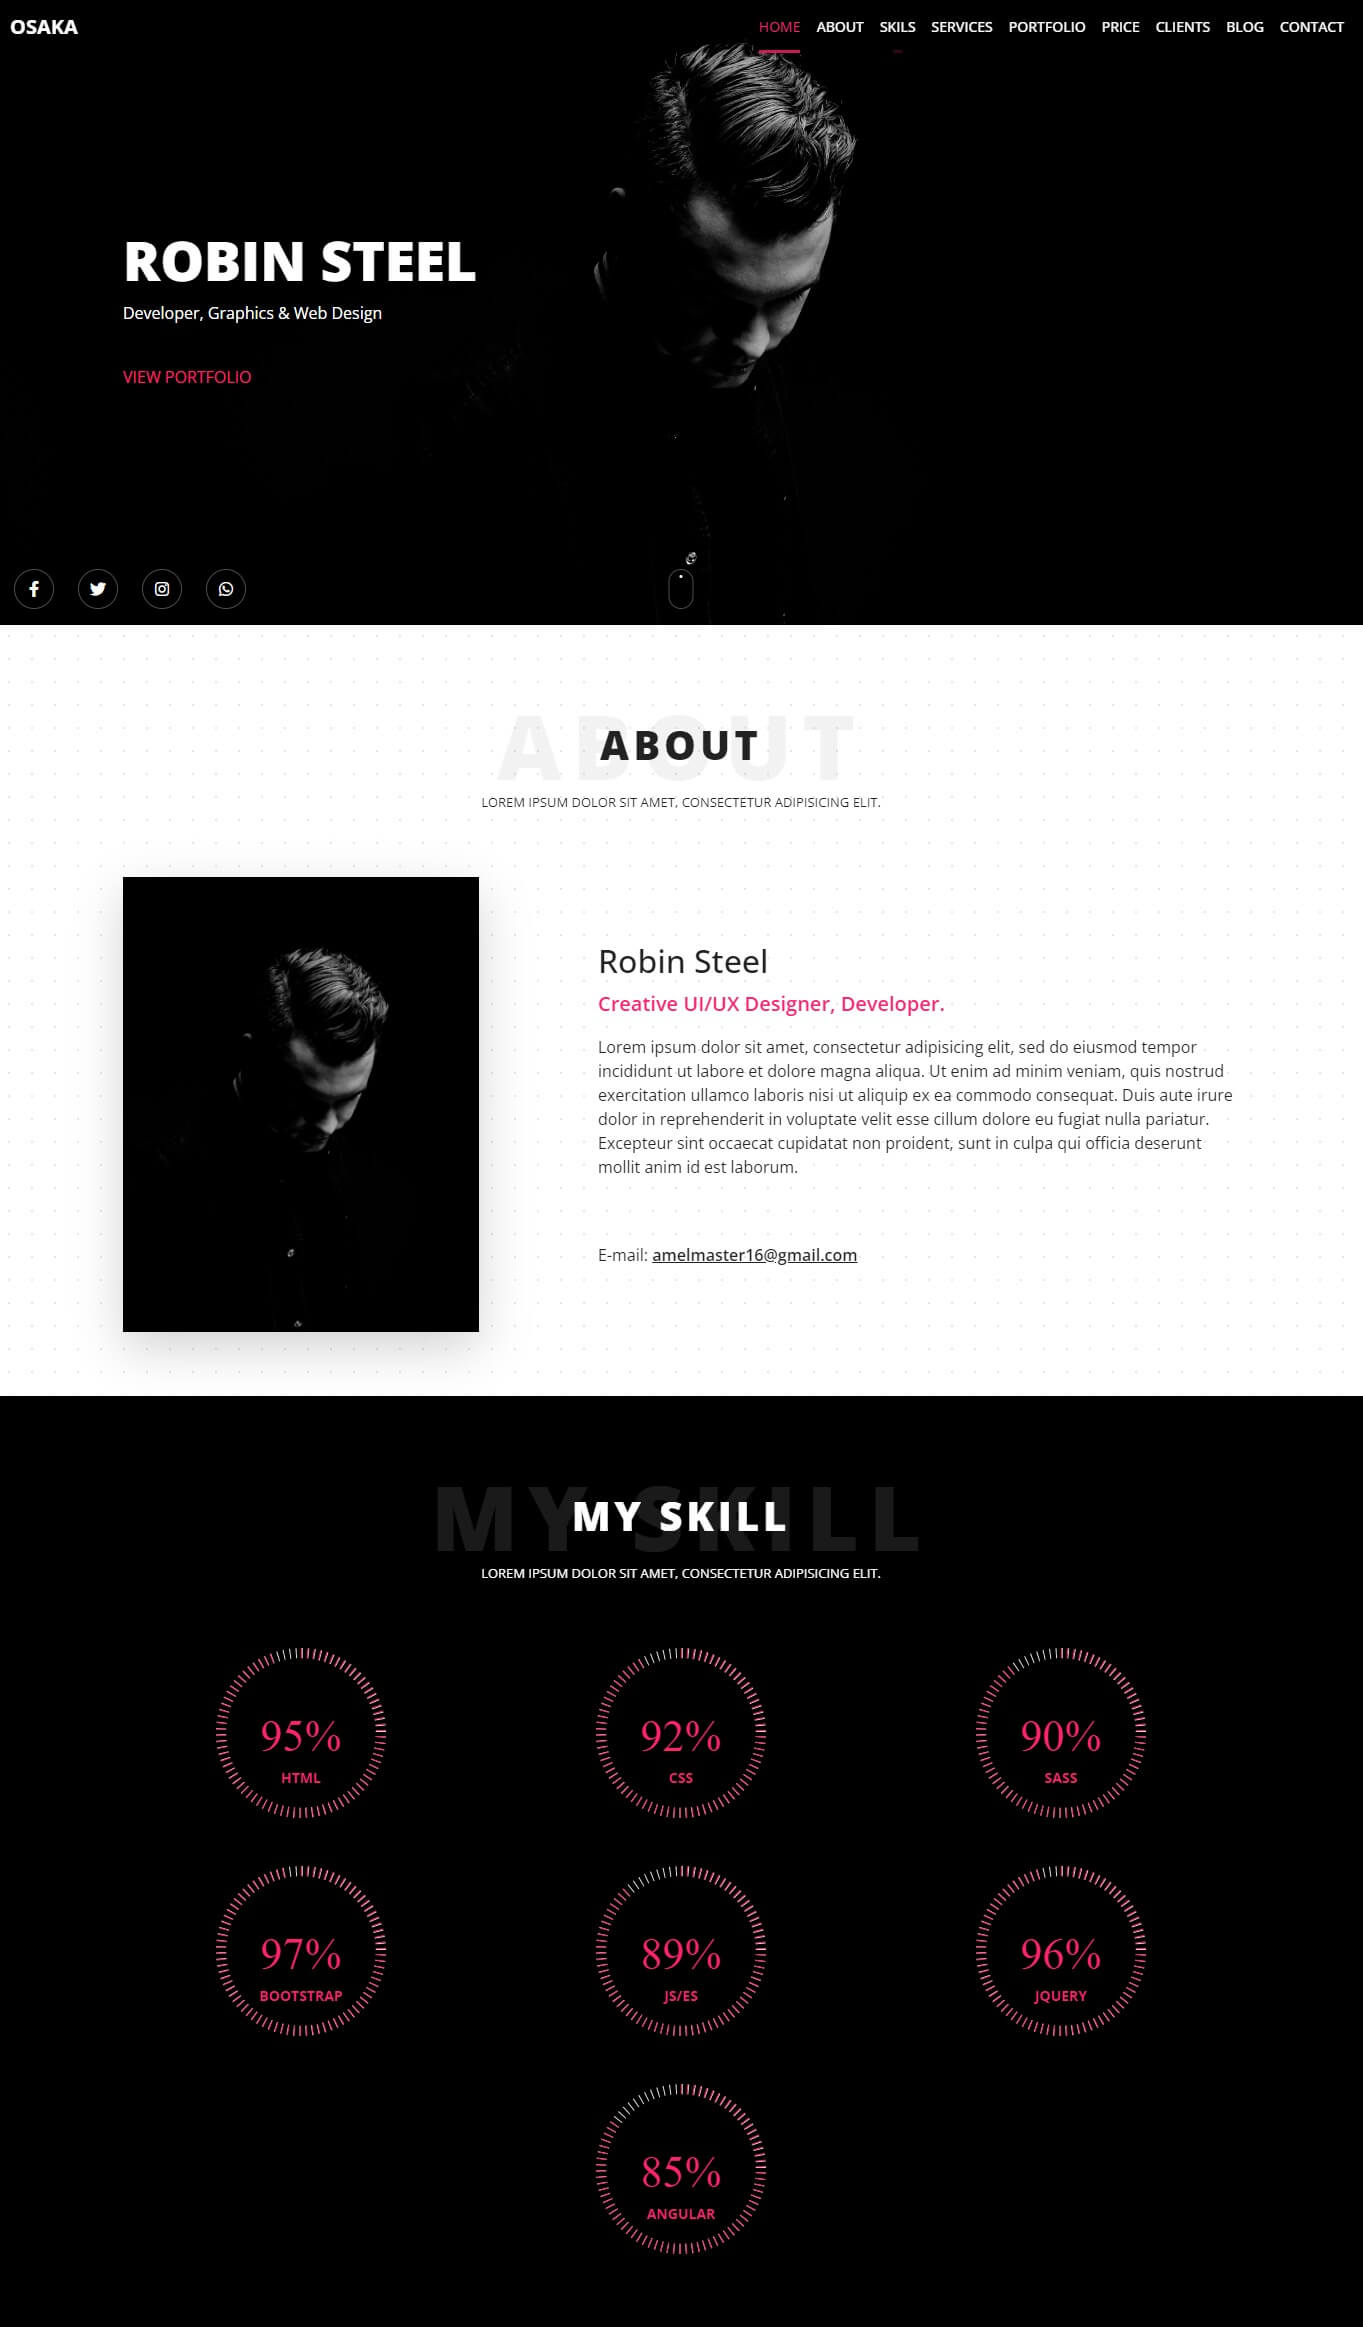 OSAKA
HOME ABOUT SKILS SERVICES PORTFOLIO PRICE CLIENTS BLOG CONTACT
ROBIN STEEL
Developer, Graphics & Web Design
VIEW PORTFOLIO
ABOUT
ABOUT
LOREM IPSUM DOLOR SIT AMET, CONSECTETUR ADIPISICING ELIT.
Robin Steel
Creative UI/UX Designer, Developer.
Lorem ipsum dolor sit amet, consectetur adipisicing elit, sed do eiusmod tempor
incididunt ut labore et dolore magna aliqua. Ut enim ad minim veniam, quis nostrud
exercitation ullamco laboris nisi ut aliquip ex ea commodo consequat. Duis aute irure
dolor in reprehenderit in voluptate velit esse cillum dolore eu fugiat nulla pariatur.
Excepteur sint occaecat cupidatat non proident, sunt in culpa qui officia deserunt
mollit anim id est laborum.
E-mail: amelmaster16@gmail.com
MY SKILL
MY SKILL
LOREM IPSUM DOLOR SIT AMET, CONSECTETUR ADIPISICING ELIT.
95%
HTML
92%
CSS
90%
SASS
97%
BOOTSTRAP
89%
JS/ES
96%
JQUERY
85%
ANGULAR